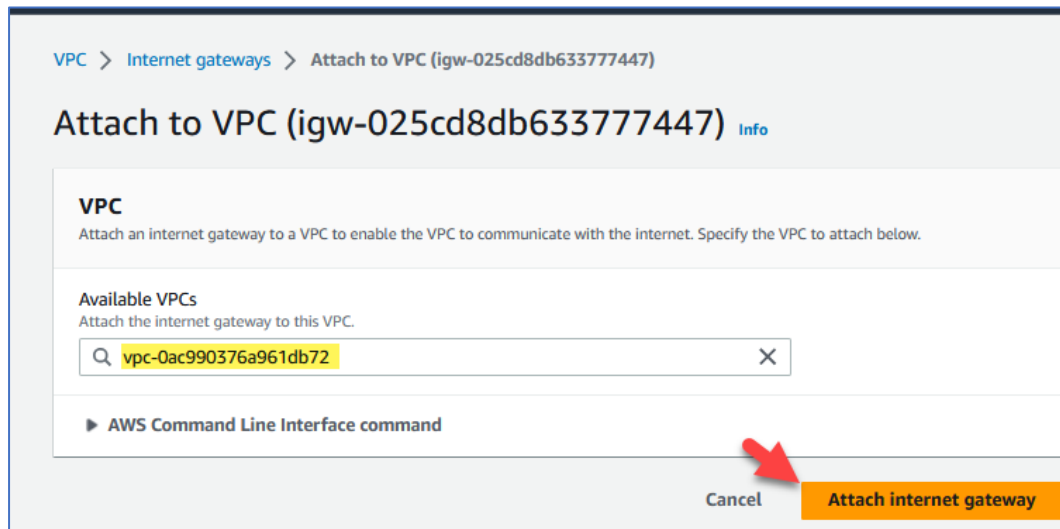 VPC > Internet gateways > Attach to VPC (igw-025cd8db633777447)
Attach to VPC (igw-025cd8db633777447) Info
VPC
Attach an internet gateway to a VPC to enable the VPC to communicate with the internet. Specify the VPC to attach below.
Available VPCs
Attach the internet gateway to this VPC.
vpc-0ac990376a961db72
AWS Command Line Interface command
Cancel Attach internet gateway